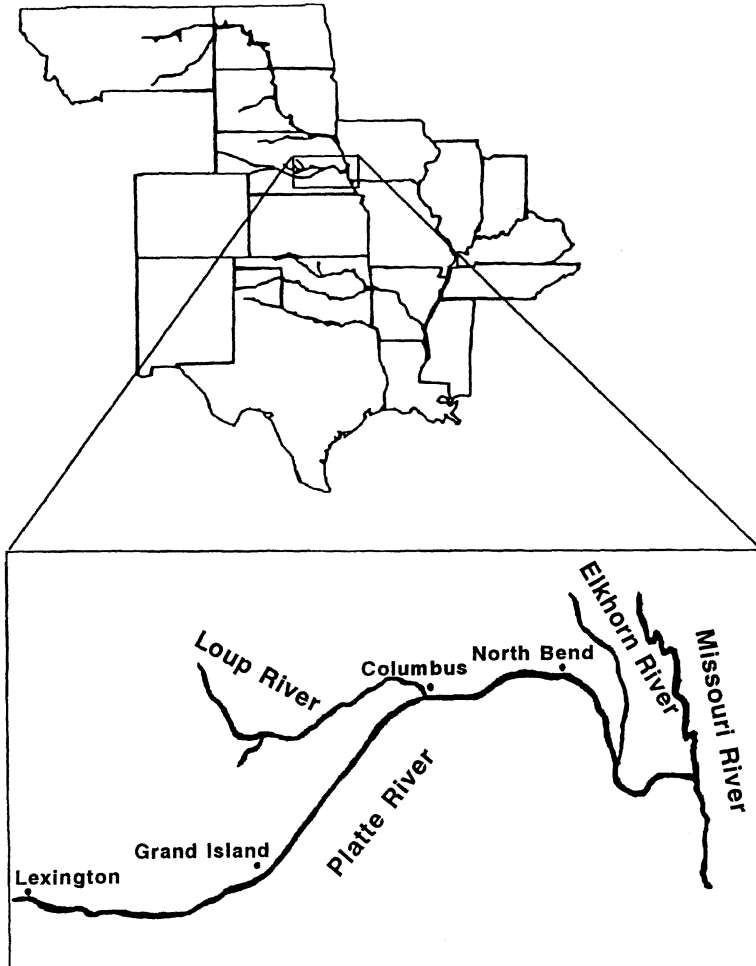 Elkhorn River
Missouri River
Loup River
Columbus
North Bend
Platte River
Grand Island
Lexington